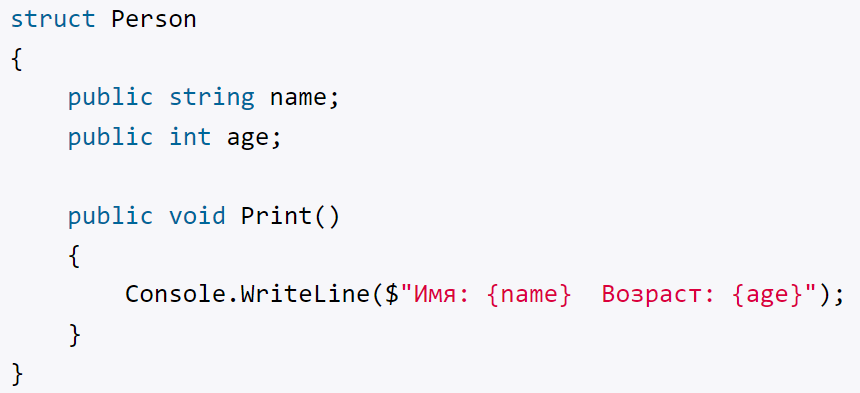 struct Person
{
    public string name;
    public int age;

    public void Print()
    {
        Console.WriteLine($"Имя: {name}  Возраст: {age}");
    }
}